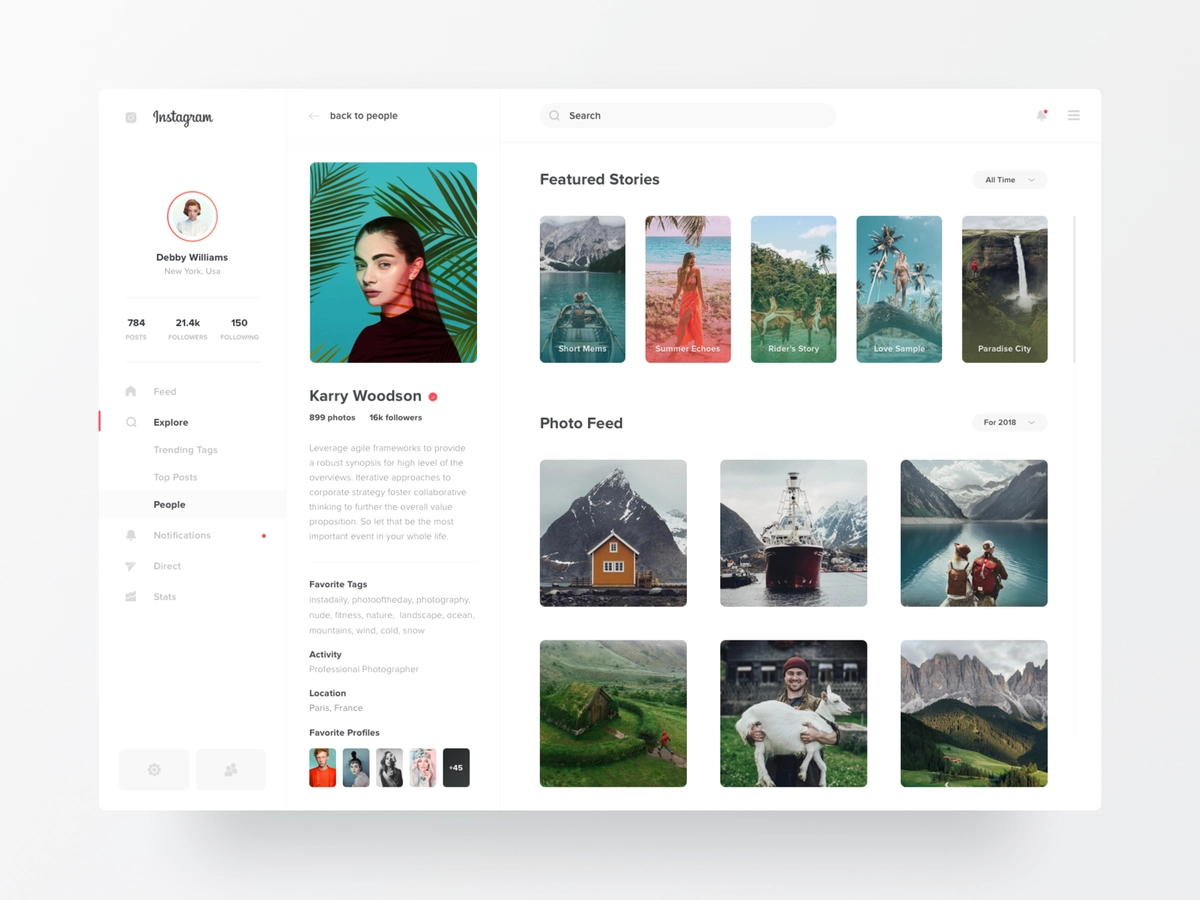 Instagram
Debby Williams
New York, Usa
784
POSTS
21.4k
FOLLOWERS
150
FOLLOWING
Feed
Explore
Trending Tags
Top Posts
People
Notifications
Direct
Stats
back to people
Karry Woodson
899 photos 16k followers
Leverage agile frameworks to provide
a robust synopsis for high level of the
overviews. Iterative approaches to
corporate strategy foster collaborative
thinking to further the overall value
proposition. So let that be the most
important event in your whole life.
Favorite Tags
instadaily, photooftheday, photography,
nude, fitness, nature, landscape, ocean,
mountains, wind, cold, snow
Activity
Professional Photographer
Location
Paris, France
Favorite Profiles
+45
Search
Featured Stories
All Time
Short Mems
Summer Echoes
Rider's Story
Love Sample
Paradise City
Photo Feed
For 2018